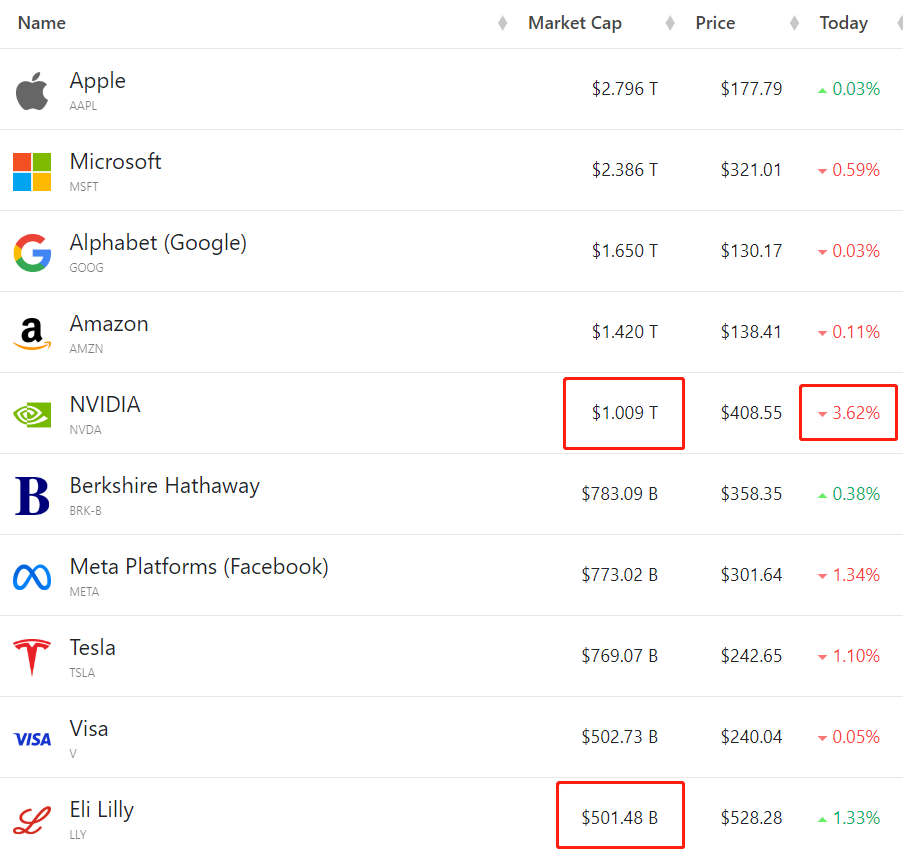 Name Market Cap Price Today
Apple
AAPL
$2.796 T $177.79 0.03%
Microsoft
MSFT
$2.386 T $321.01 0.59%
Alphabet (Google)
GOOG
$1.650 T $130.17 0.03%
a Amazon
AMZN
$1.420 T $138.41 0.11%
NVIDIA
NVDA
$1.009 T $408.55 3.62%
B Berkshire Hathaway
BRK-B
$783.09 B $358.35 0.38%
Meta Platforms (Facebook)
META
$773.02 B $301.64 1.34%
Tesla
TSLA
$769.07 B $242.65 1.10%
VISA Visa
V
$502.73 B $240.04 0.05%
Eli Lilly
LLY
$501.48 B $528.28 1.33%